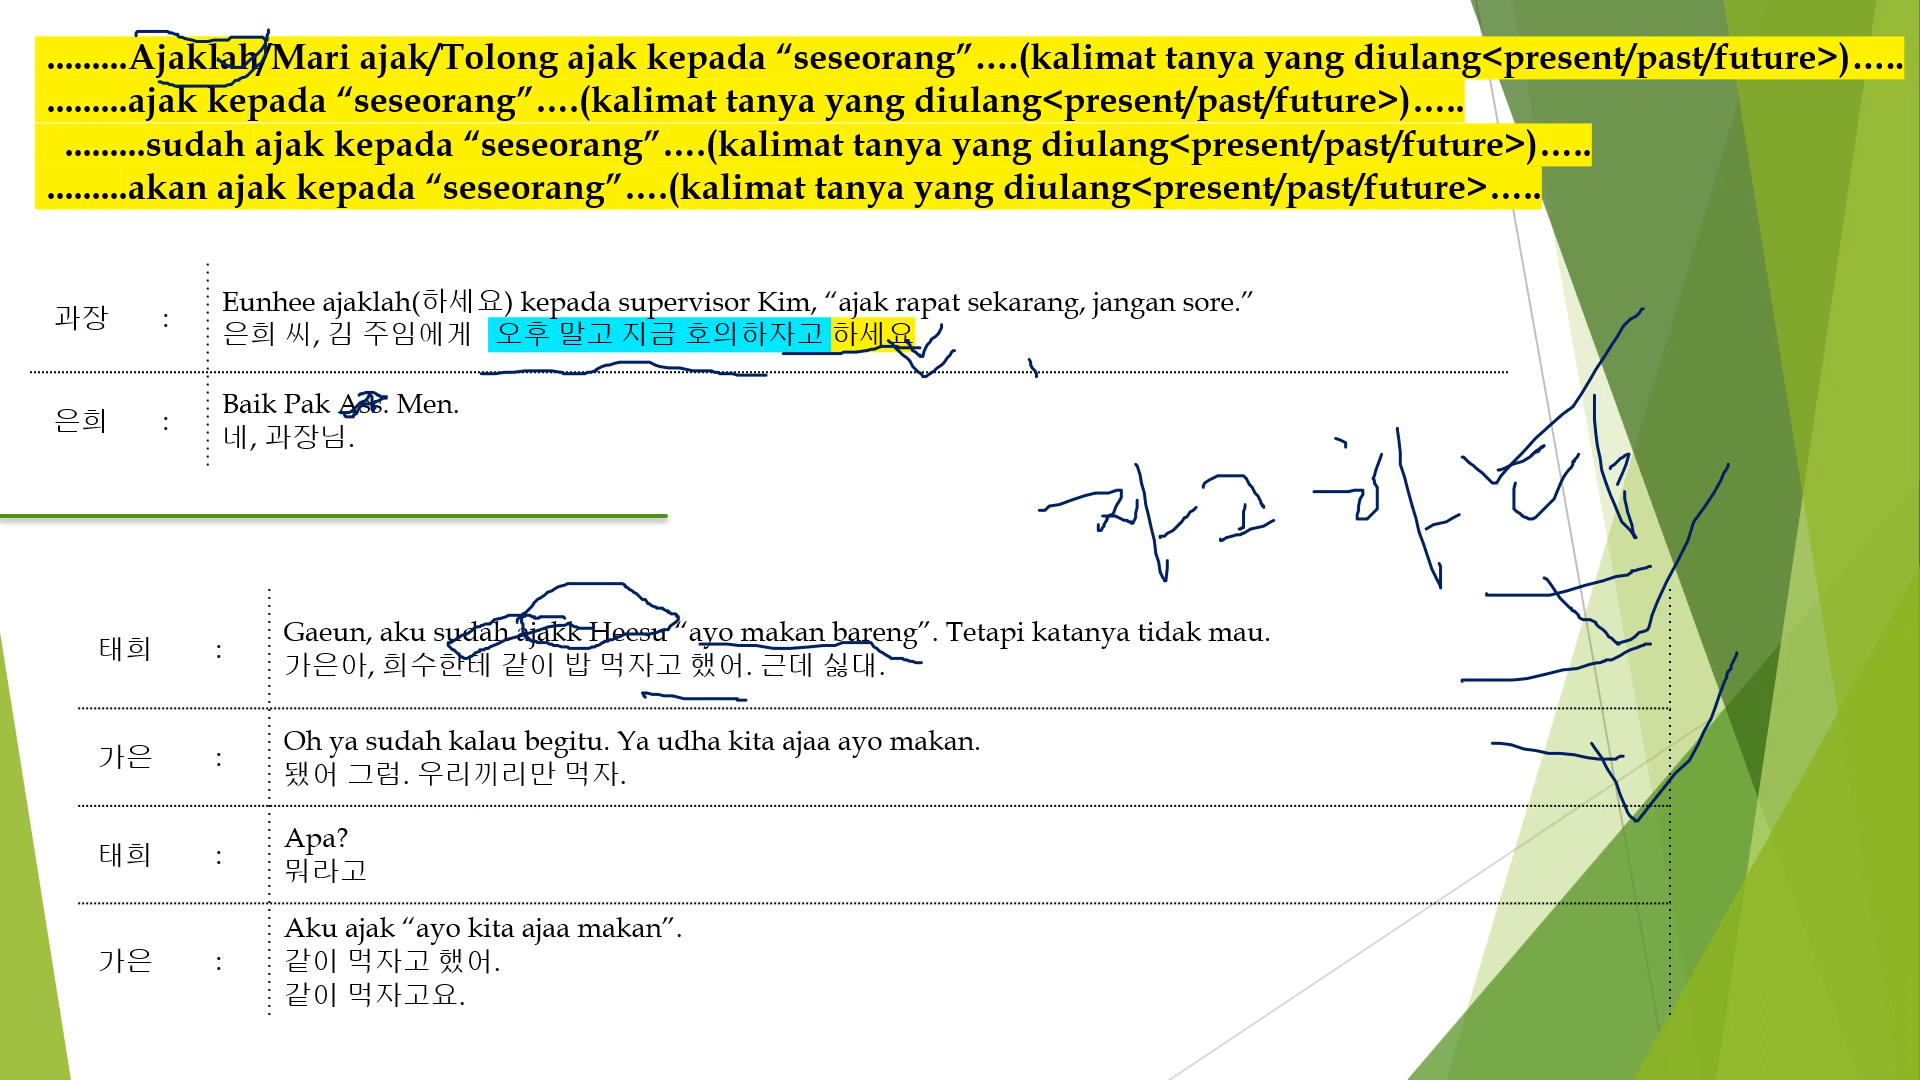 .........Ajaklah/Mari ajak/Tolong ajak kepada “seseorang”….(kalimat tanya yang diulang<present/past/future>)…..
.........ajak kepada “seseorang”….(kalimat tanya yang diulang<present/past/future>)…..
.........sudah ajak kepada “seseorang”….(kalimat tanya yang diulang<present/past/future>)…..
.........akan ajak kepada “seseorang”….(kalimat tanya yang diulang<present/past/future>…..
과장 : Eunhee ajaklah(하세요) kepada supervisor Kim, “ajak rapat sekarang, jangan sore.”
은희 씨, 김 주임에게 오후 말고 지금 호의하자고 하세요
은희 : Baik Pak Ass. Men.
네, 과장님.
자고 하
태희 : Gaeun, aku sudah ajakk Heesu “ayo makan bareng”. Tetapi katanya tidak mau.
가은아, 희수한테 같이 밥 먹자고 했어. 근데 싫대.
가은 : Oh ya sudah kalau begitu. Ya udha kita ajaa ayo makan.
됐어 그럼. 우리끼리만 먹자.
태희 : Apa?
뭐라고
가은 : Aku ajak “ayo kita ajaa makan”.
같이 먹자고 했어.
같이 먹자고요.